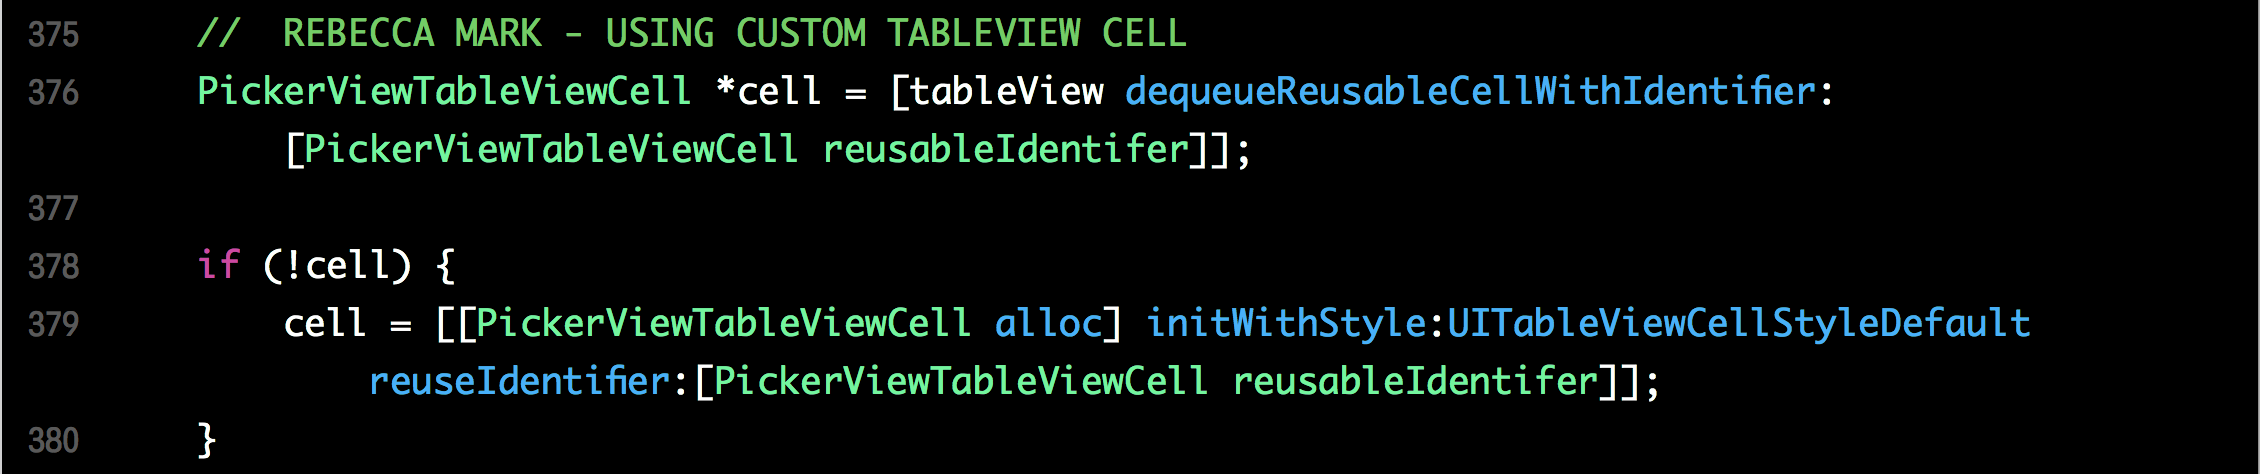 375 //  REBECCA MARK - USING CUSTOM TABLEVIEW CELL
376 PickerViewTableViewCell *cell = [tableView dequeueReusableCellWithIdentifier:
[PickerViewTableViewCell reusableIdentifer]];
377
378 if (!cell) {
379 cell = [[PickerViewTableViewCell alloc] initWithStyle:UITableViewCellStyleDefault
reuseIdentifier:[PickerViewTableViewCell reusableIdentifer]];
380 }